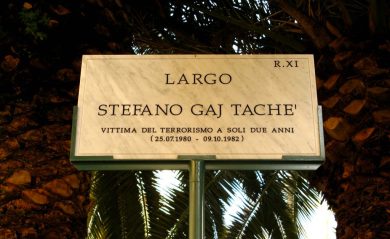 R.XI
LARGO
STEFANO GAJ TACHE'
VITTIMA DEL TERRORISMO A SOLI DUE ANNI
(25.07.1980 - 09.10.1982)